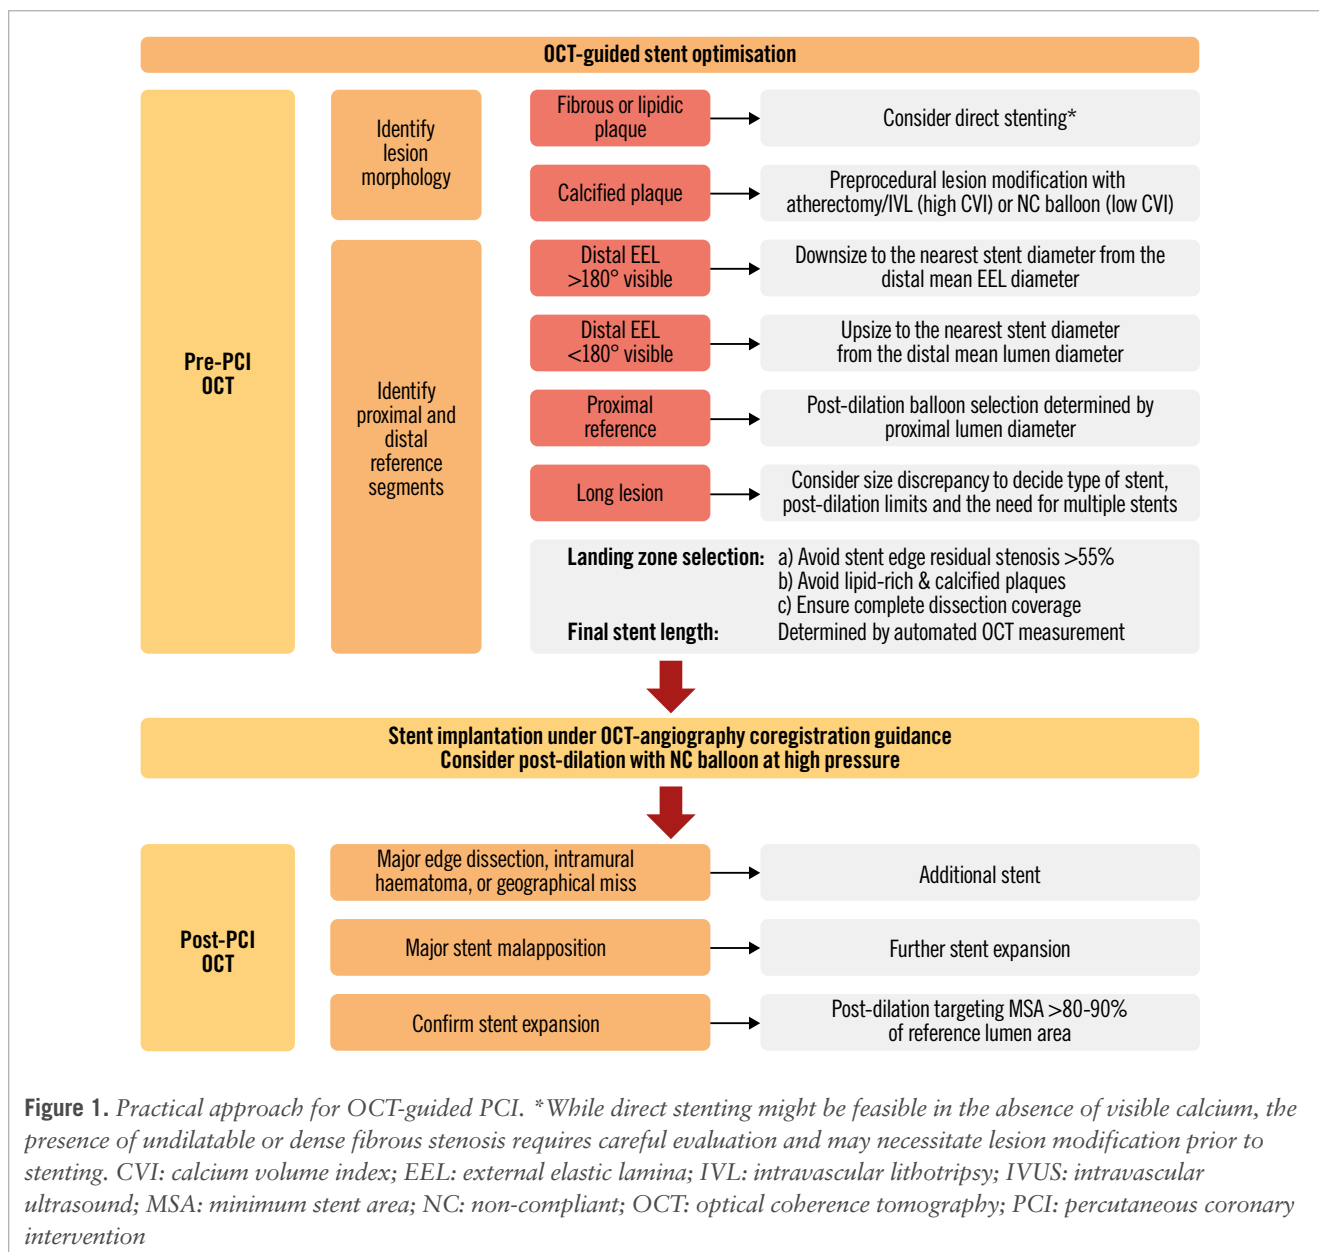 OCT-guided stent optimisation
Pre-PCI
OCT
Identify
lesion
morphology
Fibrous or lipidic
plaque
Consider direct stenting*
Calcified plaque
Preprocedural lesion modification with
atherectomy/IVL (high CVI) or NC balloon (low CVI)
Identify
proximal and
distal
reference
segments
Distal EEL
>180° visible
Downsize to the nearest stent diameter from the
distal mean EEL diameter
Distal EEL
<180° visible
Upsize to the nearest stent diameter
from the distal mean lumen diameter
Proximal
reference
Post-dilation balloon selection determined by
proximal lumen diameter
Long lesion
Consider size discrepancy to decide type of stent,
post-dilation limits and the need for multiple stents
Landing zone selection: a) Avoid stent edge residual stenosis >55%
b) Avoid lipid-rich & calcified plaques
c) Ensure complete dissection coverage
Final stent length: Determined by automated OCT measurement
Stent implantation under OCT-angiography coregistration guidance
Consider post-dilation with NC balloon at high pressure
Post-PCI
OCT
Major edge dissection, intramural
haematoma, or geographical miss
Additional stent
Major stent malapposition
Further stent expansion
Confirm stent expansion
Post-dilation targeting MSA >80-90%
of reference lumen area
Figure 1. Practical approach for OCT-guided PCI. *While direct stenting might be feasible in the absence of visible calcium, the
presence of undilatable or dense fibrous stenosis requires careful evaluation and may necessitate lesion modification prior to
stenting. CVI: calcium volume index; EEL: external elastic lamina; IVL: intravascular lithotripsy; IVUS: intravascular
ultrasound; MSA: minimum stent area; NC: non-compliant; OCT: optical coherence tomography; PCI: percutaneous coronary
intervention